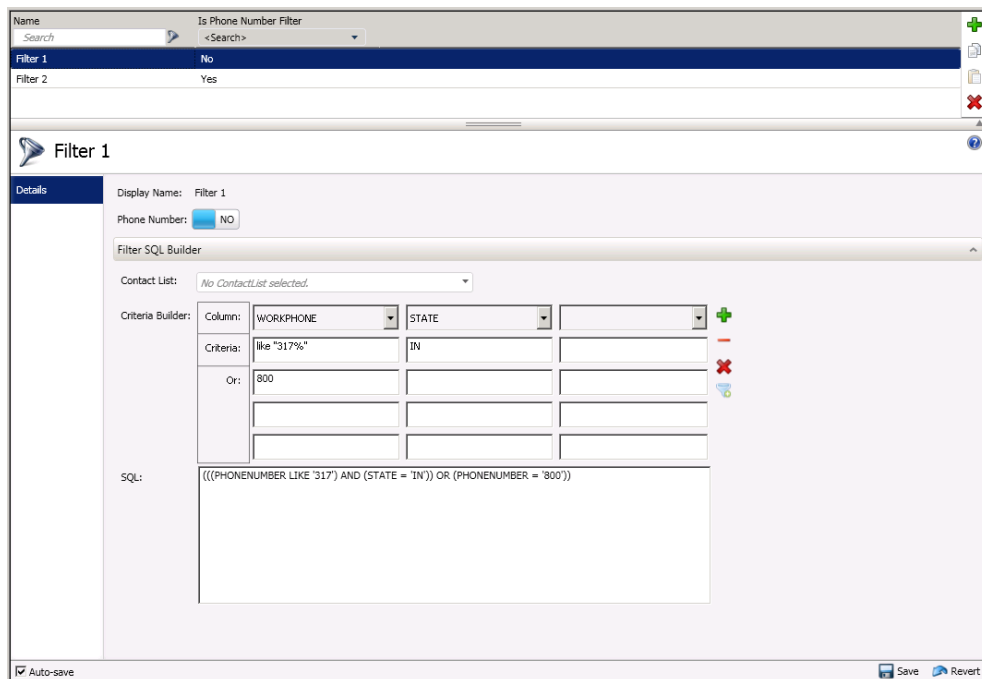 Name Is Phone Number Filter
Search <Search>
Filter 1 No
Filter 2 Yes
Filter 1
Details
Display Name: Filter 1
Phone Number: NO
Filter SQL Builder
Contact List: No ContactList selected.
Criteria Builder: Column: WORKPHONE STATE
Criteria: like "317%" IN
Or: 800
SQL: (((PHONENUMBER LIKE '317') AND (STATE = 'IN')) OR (PHONENUMBER = '800'))
Auto-save Save Revert